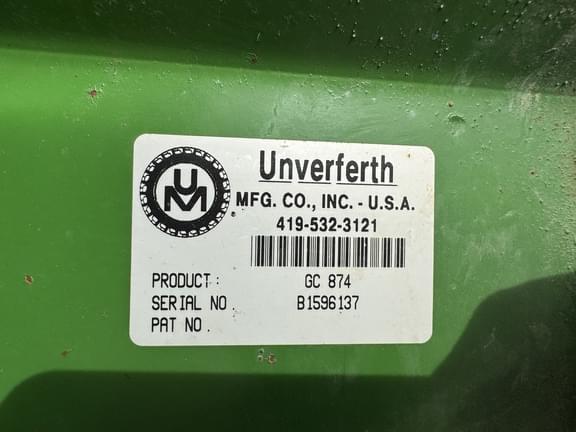 UM
Unverferth
MFG. CO., INC. - U.S.A.
419-532-3121
PRODUCT: GC 874
SERIAL NO. B1596137
PAT NO.